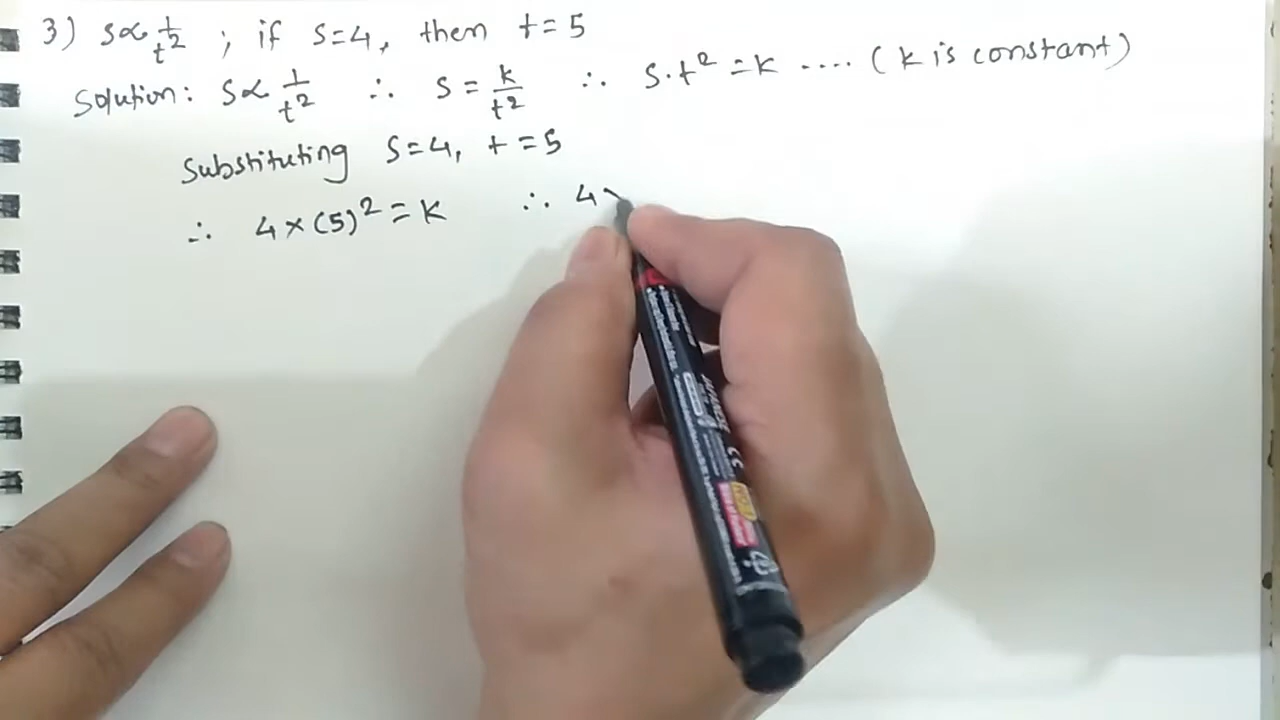 3) S∝ 1/t² ; if S=4, then t=5
Solution: S∝ 1/t² ∴ S = k/t² ∴ S.t² = k .... (k is constant)
Substituting S=4, t=5
∴ 4×(5)² = k ∴ 4